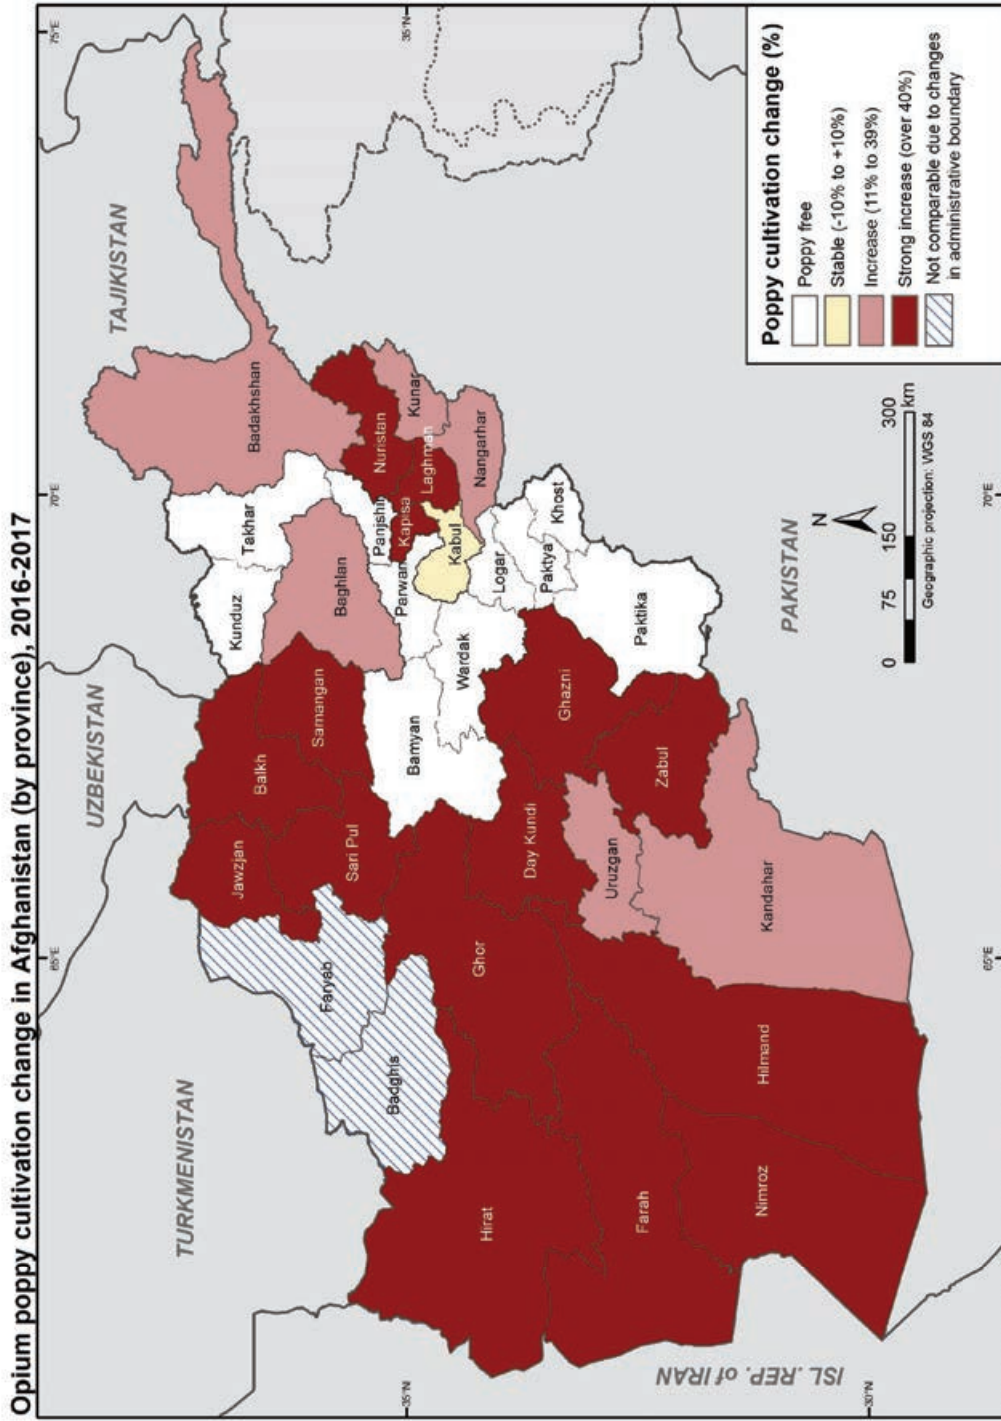 Opium poppy cultivation change in Afghanistan (by province), 2016-2017
65°E
70°E
75°E
UZBEKISTAN
TAJIKISTAN
TURKMENISTAN
Jawzjan
Balkh
Kunduz
Takhar
Badakhshan
Faryab
Sari Pul
Samangan
Baghlan
Panjshir
Nuristan
Badghis
Bamyan
Parwan
Kapisa
Kunar
Laghman
35°N
35°N
Hirat
Ghor
Wardak
Kabul
Nangarhar
Logar
Day Kundi
Ghazni
Paktya
Khost
Uruzgan
Paktika
Farah
Zabul
Nimroz
Hilmand
Kandahar
PAKISTAN
ISL. REP. of IRAN
30°N
65°E
70°E
N
0 75 150 300
km
Geographic projection: WGS 84
Poppy cultivation change (%)
Poppy free
Stable (-10% to +10%)
Increase (11% to 39%)
Strong increase (over 40%)
Not comparable due to changes
in administrative boundary